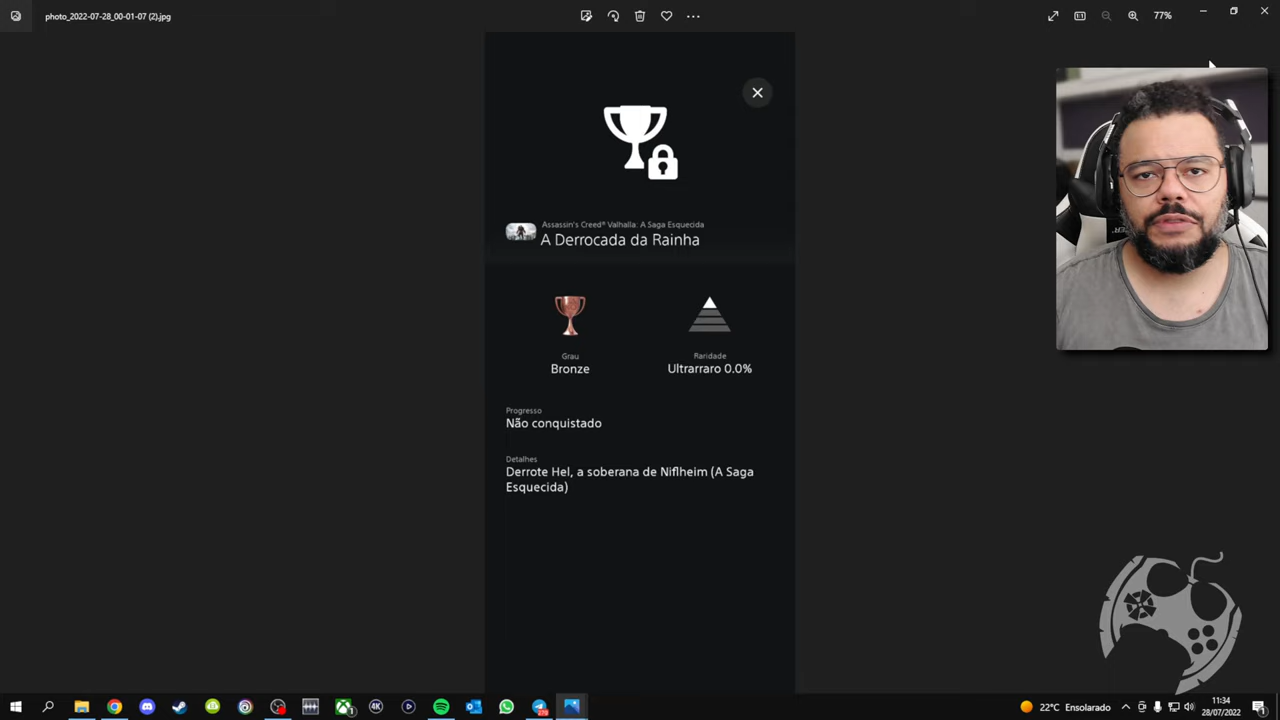 photo_2022-07-28_00-01-07 (2).jpg
77%
Assassin's Creed® Valhalla: A Saga Esquecida
A Derrocada da Rainha
Grau
Bronze
Raridade
Ultrarraro 0.0%
Progresso
Não conquistado
Detalhes
Derrote Hel, a soberana de Niflheim (A Saga
Esquecida)
4K
22°C Ensolarado
11:34
28/07/2022